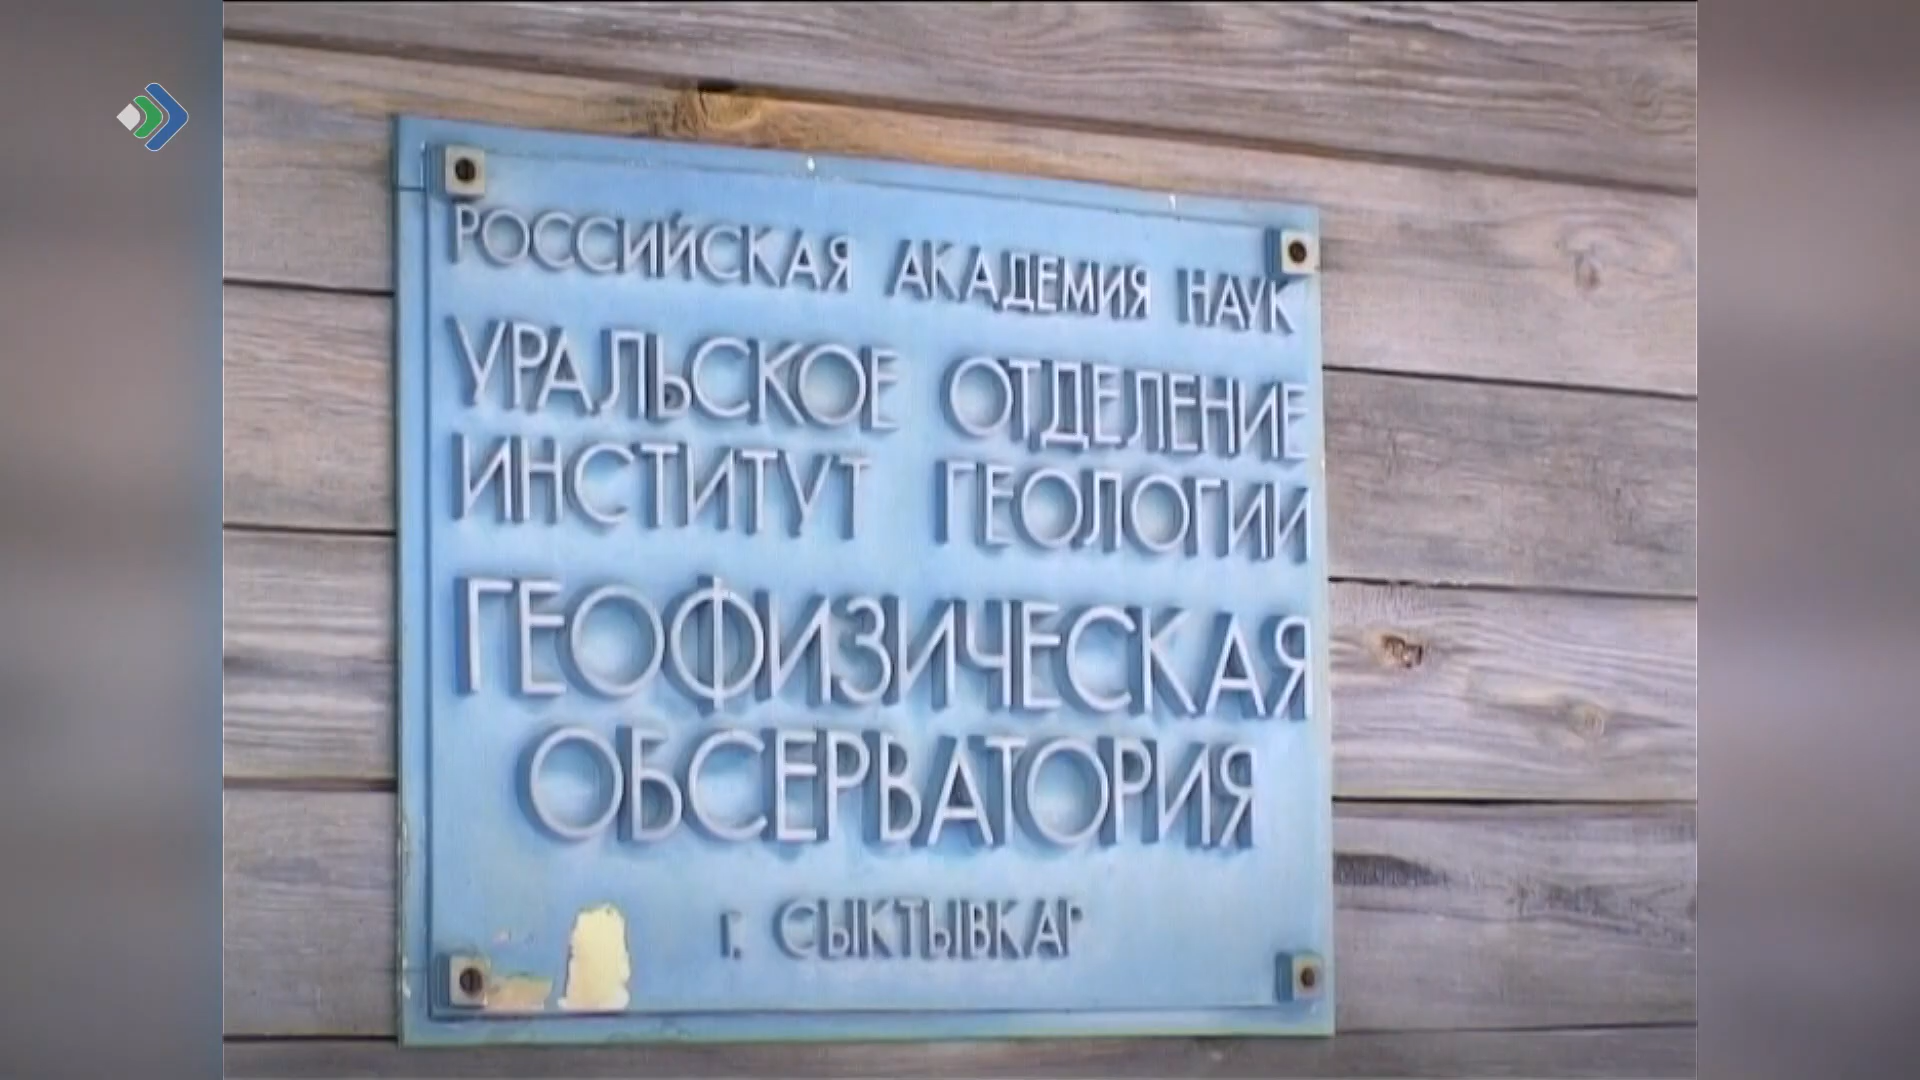 РОССИЙСКАЯ АКАДЕМИЯ НАУК
УРАЛЬСКОЕ ОТДЕЛЕНИЕ
ИНСТИТУТ ГЕОЛОГИИ
ГЕОФИЗИЧЕСКАЯ
ОБСЕРВАТОРИЯ
Г. СЫКТЫВКАР